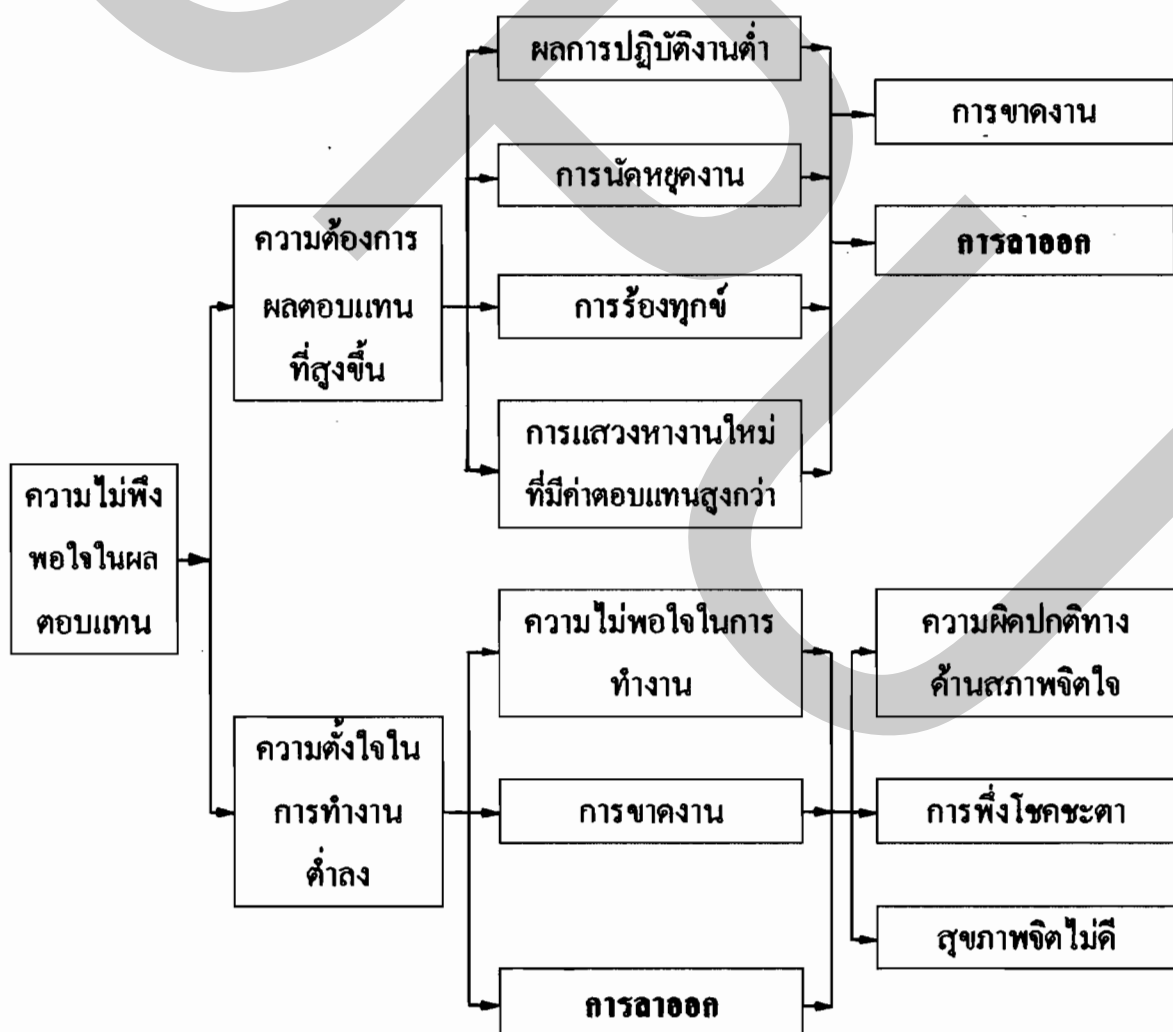 ความไม่พึง
พอใจในผล
ตอบแทน
ความต้องการ
ผลตอบแทน
ที่สูงขึ้น
ผลการปฏิบัติงานต่ำ
การนัดหยุดงาน
การร้องทุกข์
การแสวงหางานใหม่
ที่มีค่าตอบแทนสูงกว่า
การขาดงาน
การลาออก
ความตั้งใจใน
การทำงาน
ต่ำลง
ความไม่พอใจในการ
ทำงาน
การขาดงาน
การลาออก
ความผิดปกติทาง
ด้านสภาพจิตใจ
การพึ่งโชคชะตา
สุขภาพจิตไม่ดี